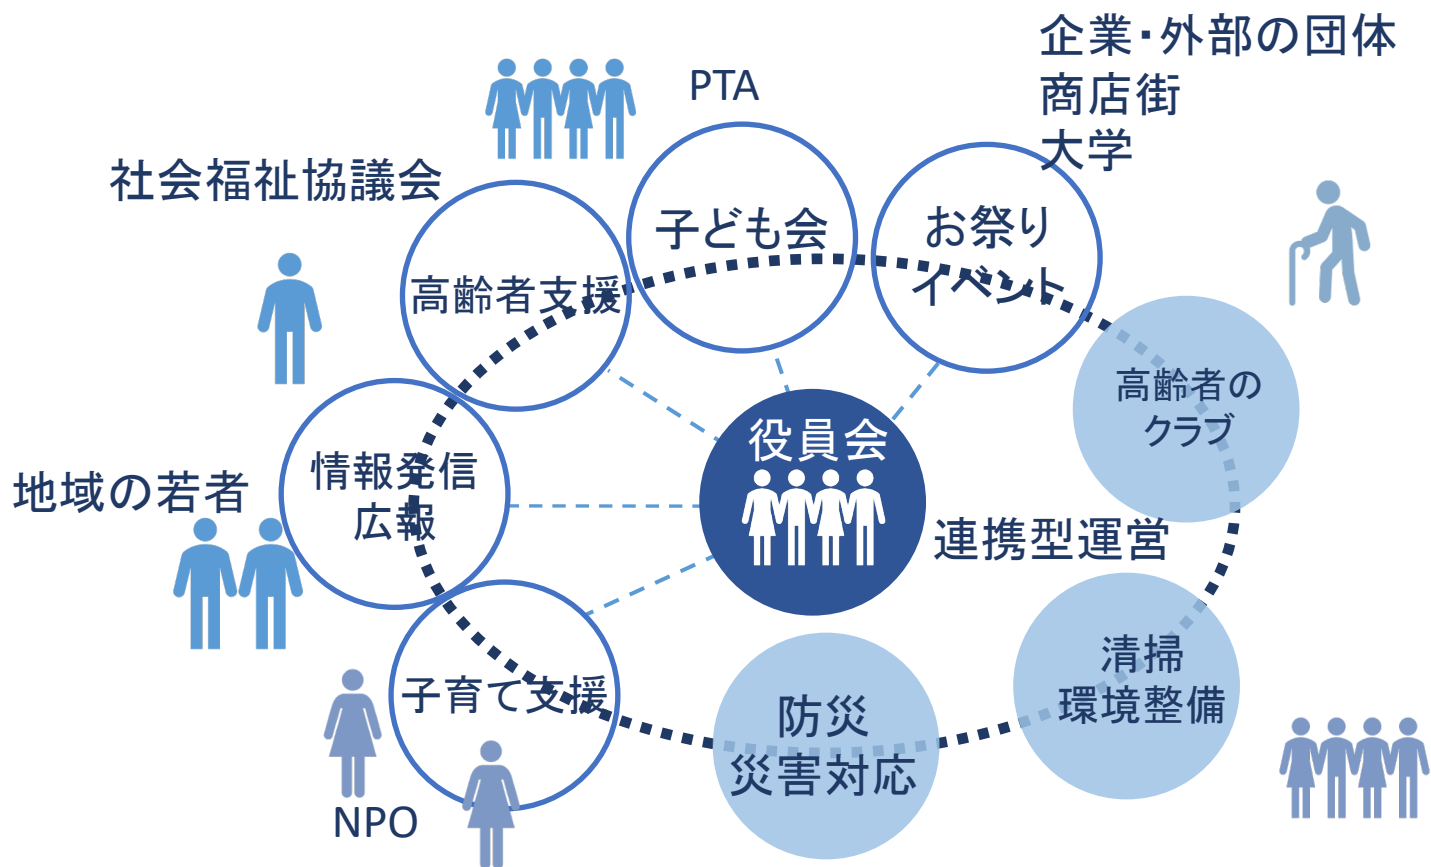 企業・外部の団体
商店街
大学
PTA
社会福祉協議会
子ども会
お祭り
イベント
高齢者支援
高齢者の
クラブ
役員会
情報発信
広報
地域の若者
連携型運営
清掃
環境整備
子育て支援
防災
災害対応
NPO